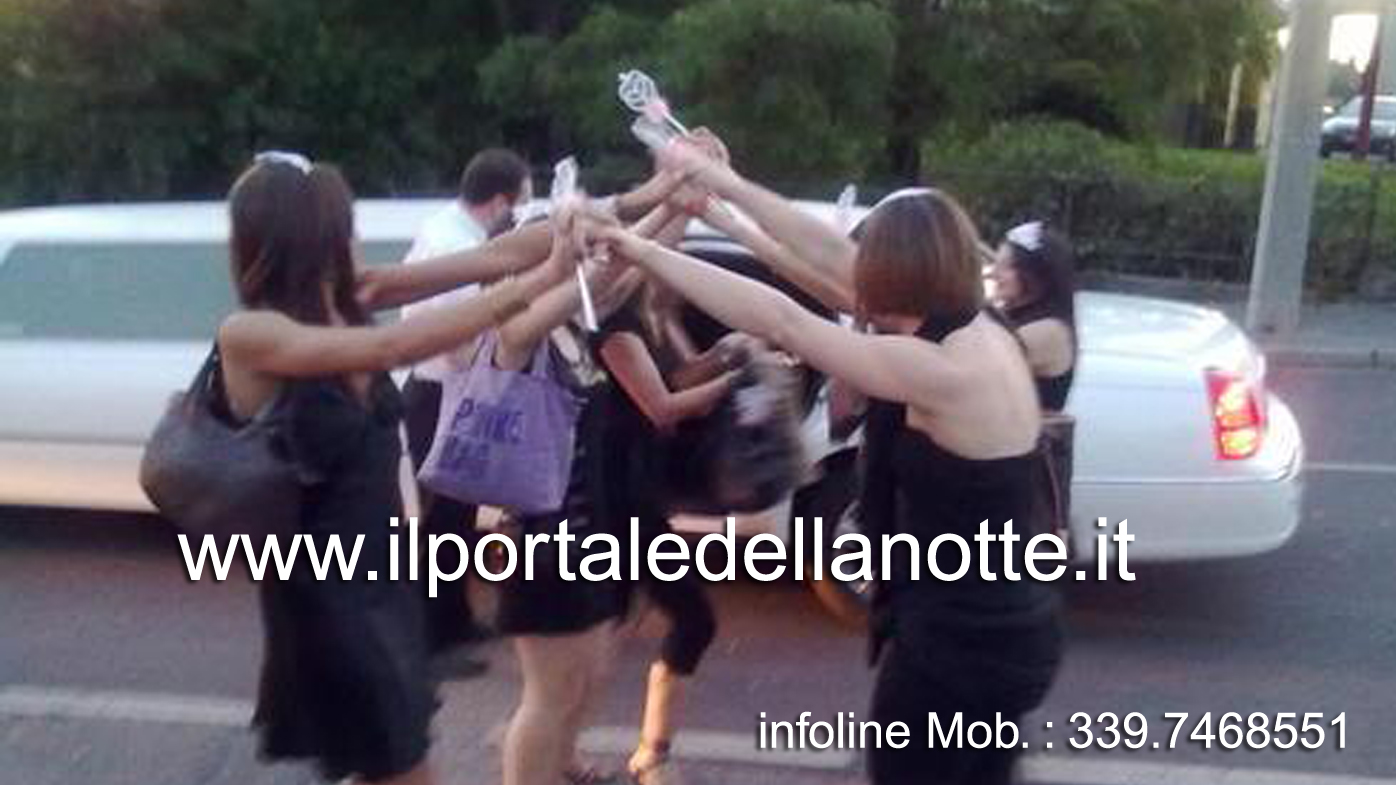 www.ilportaledellanotte.it
infoline Mob. : 339.7468551